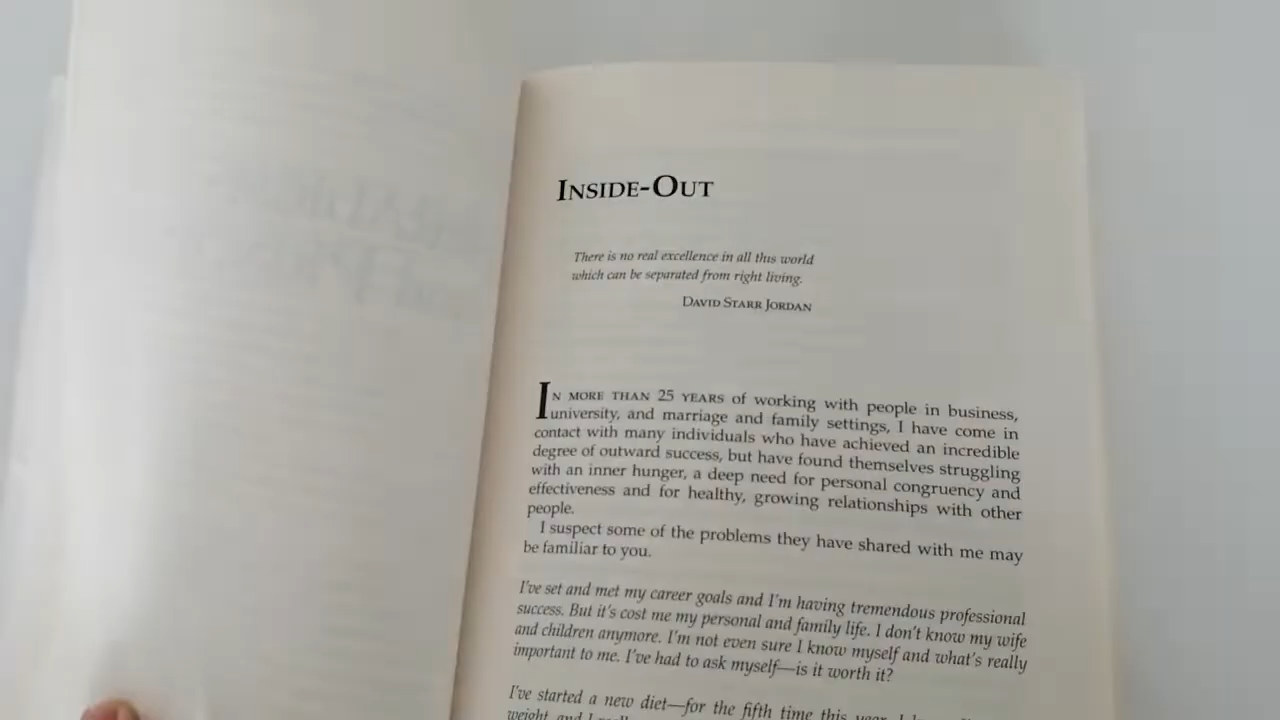 INSIDE-OUT
There is no real excellence in all this world
which can be separated from right living.
DAVID STARR JORDAN
IN MORE THAN 25 YEARS of working with people in business,
university, and marriage and family settings, I have come in
contact with many individuals who have achieved an incredible
degree of outward success, but have found themselves struggling
with an inner hunger, a deep need for personal congruency and
effectiveness and for healthy, growing relationships with other
people.
I suspect some of the problems they have shared with me may
be familiar to you.
I've set and met my career goals and I'm having tremendous professional
success. But it's cost me my personal and family life. I don't know my wife
and children anymore. I'm not even sure I know myself and what's really
important to me. I've had to ask myself—is it worth it?
I've started a new diet—for the fifth time this year.
weight, and I